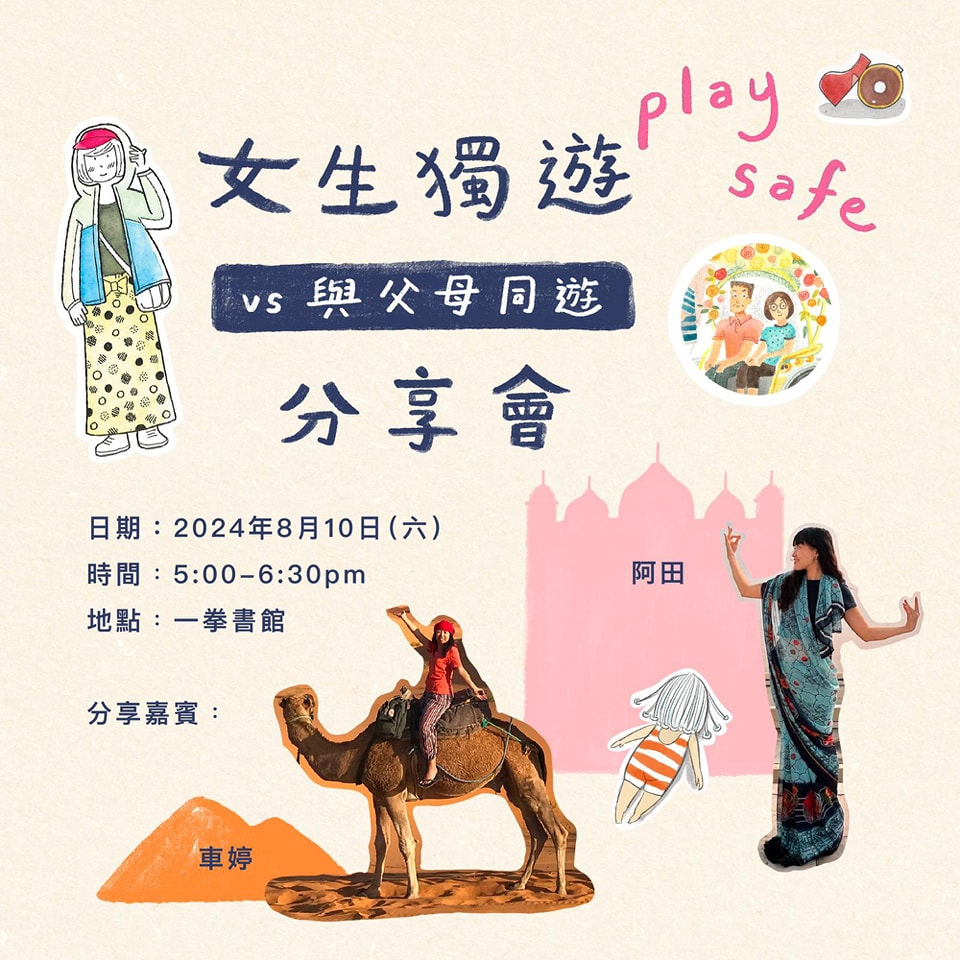 play
safe
女生獨遊
vs 與父母同遊
分享會
日期：2024年8月10日(六)
時間：5:00–6:30pm
地點：一拳書館
分享嘉賓：
阿田
車婷